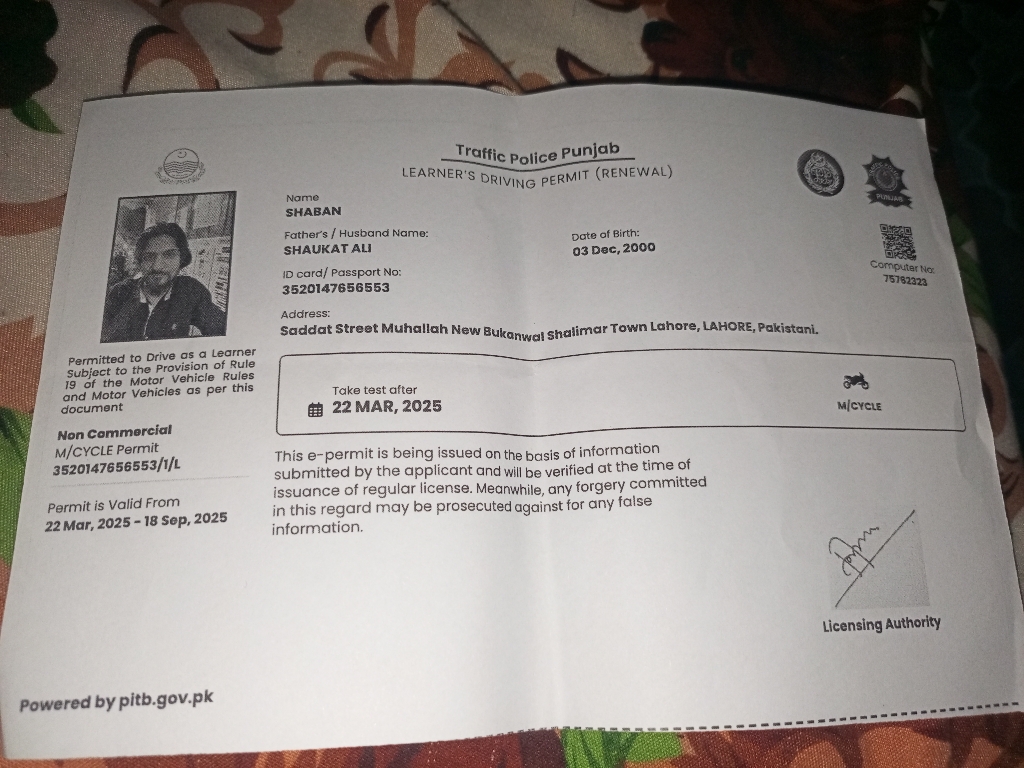 Traffic Police Punjab
LEARNER'S DRIVING PERMIT (RENEWAL)
PUNJAB
Name
SHABAN
Father's / Husband Name:
SHAUKAT ALI
Date of Birth:
03 Dec, 2000
ID card/ Passport No:
3520147656553
Computer No:
75762323
Address:
Saddat Street Muhallah New Bukanwal Shalimar Town Lahore, LAHORE, Pakistani.
Permitted to Drive as a Learner
Subject to the Provision of Rule
19 of the Motor Vehicle Rules
and Motor Vehicles as per this
document
Non Commercial
M/CYCLE Permit
3520147656553/1/L
Permit is Valid From
22 Mar, 2025 - 18 Sep, 2025
Take test after
22 MAR, 2025
M/CYCLE
This e-permit is being issued on the basis of information
submitted by the applicant and will be verified at the time of
issuance of regular license. Meanwhile, any forgery committed
in this regard may be prosecuted against for any false
information.
Licensing Authority
Powered by pitb.gov.pk